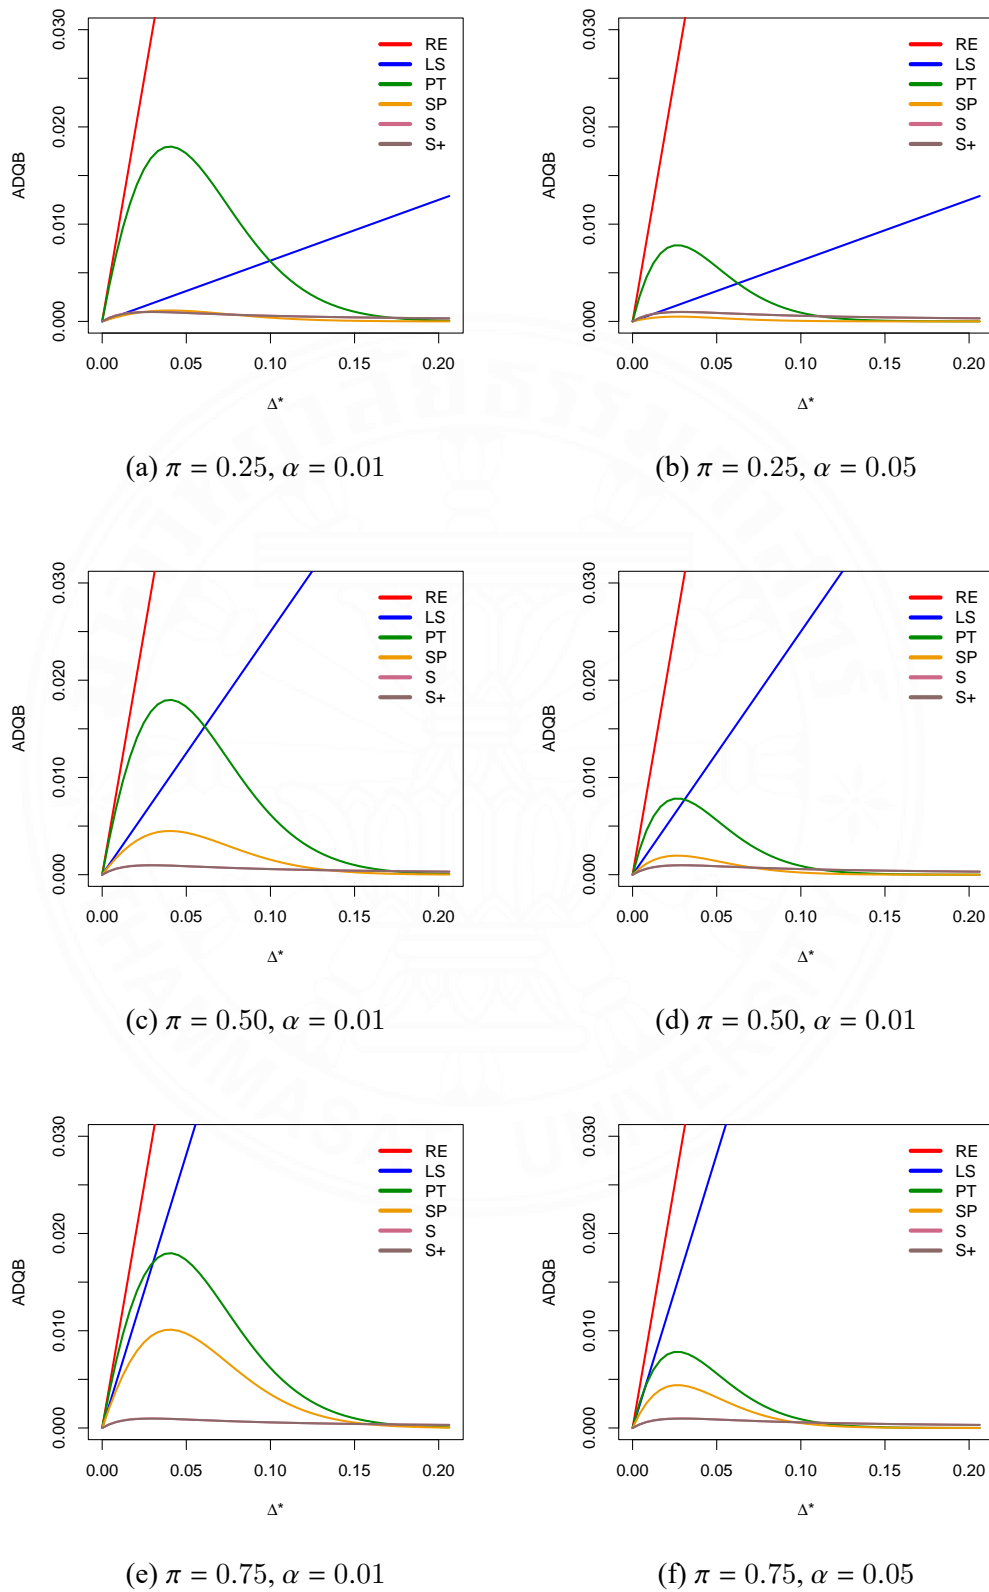 0.000 0.010 0.020 0.030
ADQB
RE
LS
PT
SP
S
S+
0.00 0.05 0.10 0.15 0.20
Δ*
(a) π = 0.25, α = 0.01
0.000 0.010 0.020 0.030
ADQB
RE
LS
PT
SP
S
S+
0.00 0.05 0.10 0.15 0.20
Δ*
(b) π = 0.25, α = 0.05
0.000 0.010 0.020 0.030
ADQB
RE
LS
PT
SP
S
S+
0.00 0.05 0.10 0.15 0.20
Δ*
(c) π = 0.50, α = 0.01
0.000 0.010 0.020 0.030
ADQB
RE
LS
PT
SP
S
S+
0.00 0.05 0.10 0.15 0.20
Δ*
(d) π = 0.50, α = 0.01
0.000 0.010 0.020 0.030
ADQB
RE
LS
PT
SP
S
S+
0.00 0.05 0.10 0.15 0.20
Δ*
(e) π = 0.75, α = 0.01
0.000 0.010 0.020 0.030
ADQB
RE
LS
PT
SP
S
S+
0.00 0.05 0.10 0.15 0.20
Δ*
(f) π = 0.75, α = 0.05